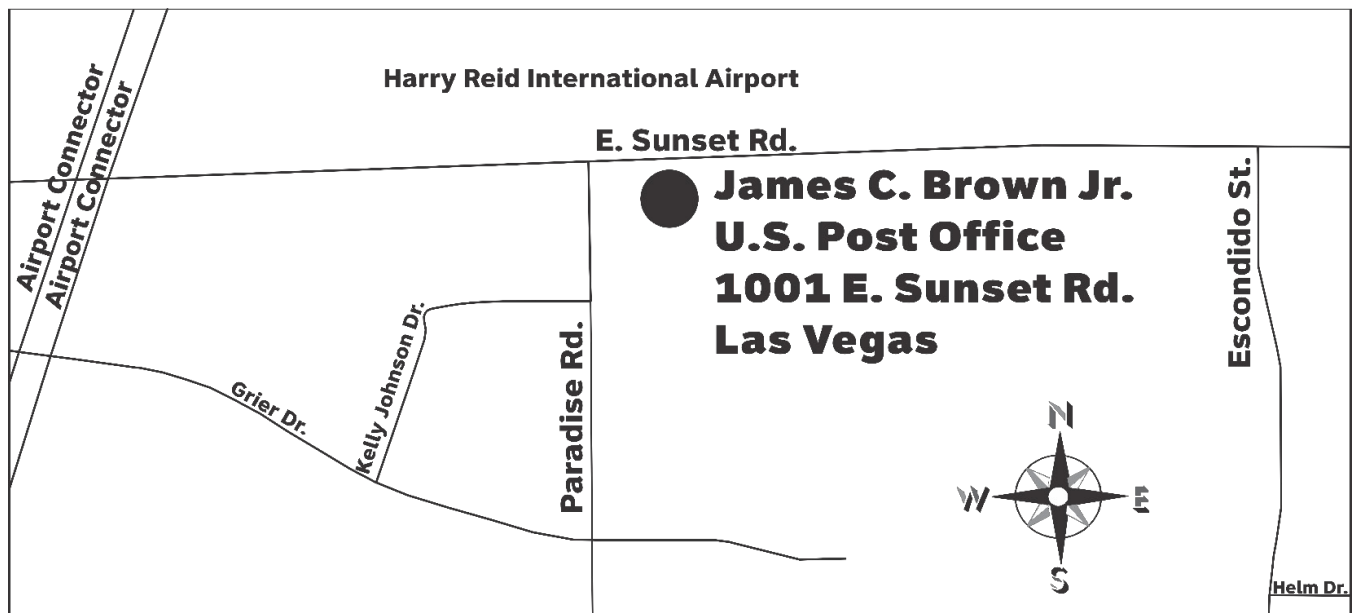 Harry Reid International Airport
Airport Connector
Airport Connector
E. Sunset Rd.
James C. Brown Jr.
U.S. Post Office
1001 E. Sunset Rd.
Las Vegas
Escondido St.
Kelly Johnson Dr.
Paradise Rd.
Grier Dr.
N
W
E
S
Helm Dr.